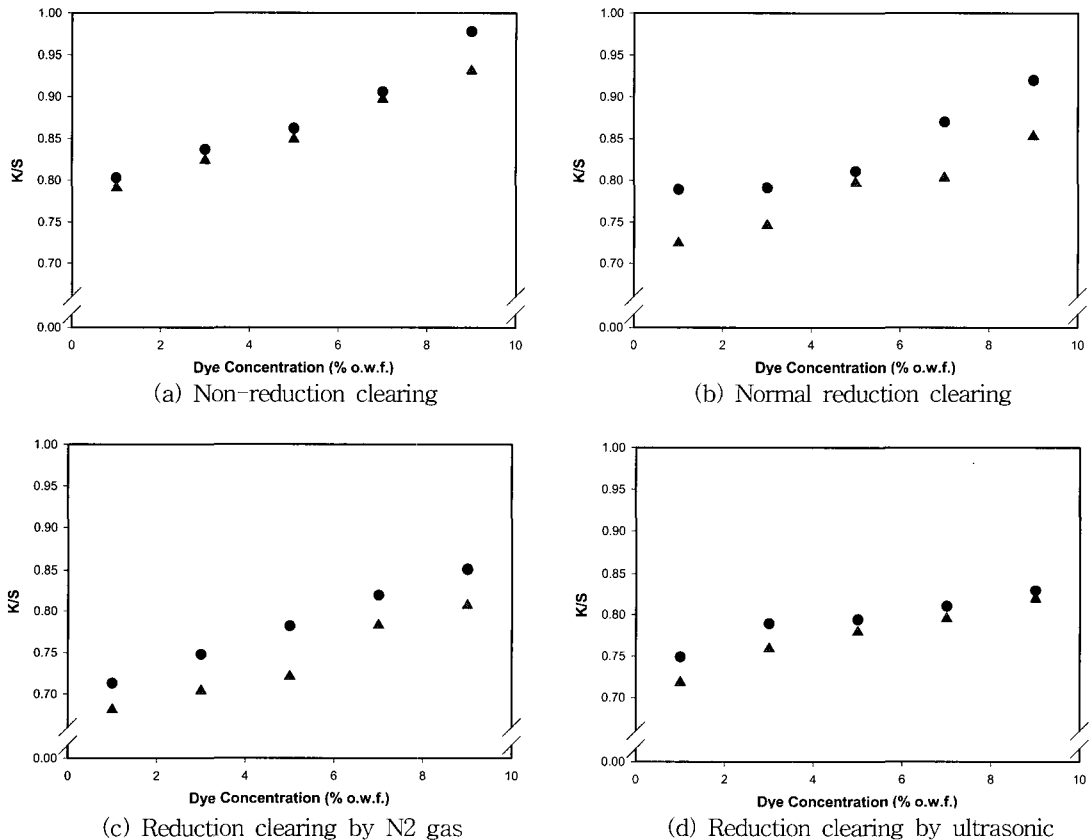 1.00
0.95
0.90
0.85
0.80
0.75
0.70
0.00
K/S
0 2 4 6 8 10
Dye Concentration (% o.w.f.)
(a) Non-reduction clearing
1.00
0.95
0.90
0.85
0.80
0.75
0.70
0.00
K/S
0 2 4 6 8 10
Dye Concentration (% o.w.f.)
(b) Normal reduction clearing
1.00
0.95
0.90
0.85
0.80
0.75
0.70
0.00
K/S
0 2 4 6 8 10
Dye Concentration (% o.w.f.)
(c) Reduction clearing by N2 gas
1.00
0.95
0.90
0.85
0.80
0.75
0.70
0.00
K/S
0 2 4 6 8 10
Dye Concentration (% o.w.f.)
(d) Reduction clearing by ultrasonic